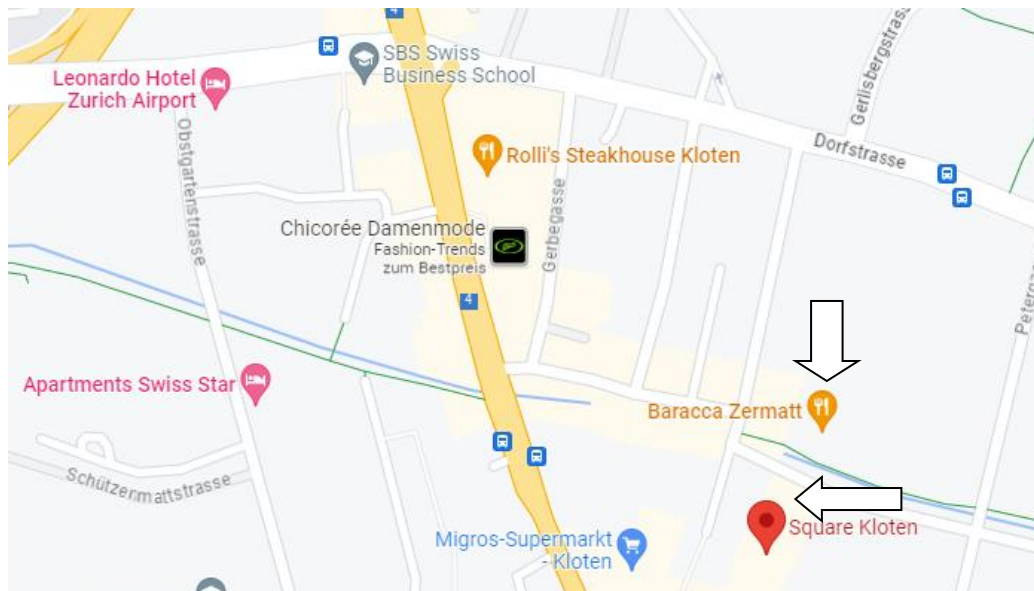 4
SBS Swiss
Business School
Leonardo Hotel
Zurich Airport
Gerlisbergstrass
Obstgartenstrasse
Dorfstrasse
Rolli's Steakhouse Kloten
Gerbegasse
Chicorée Damenmode
Fashion-Trends
zum Bestpreis
4
Apartments Swiss Star
Baracca Zermatt
Schützenmattstrasse
Square Kloten
Migros-Supermarkt
- Kloten